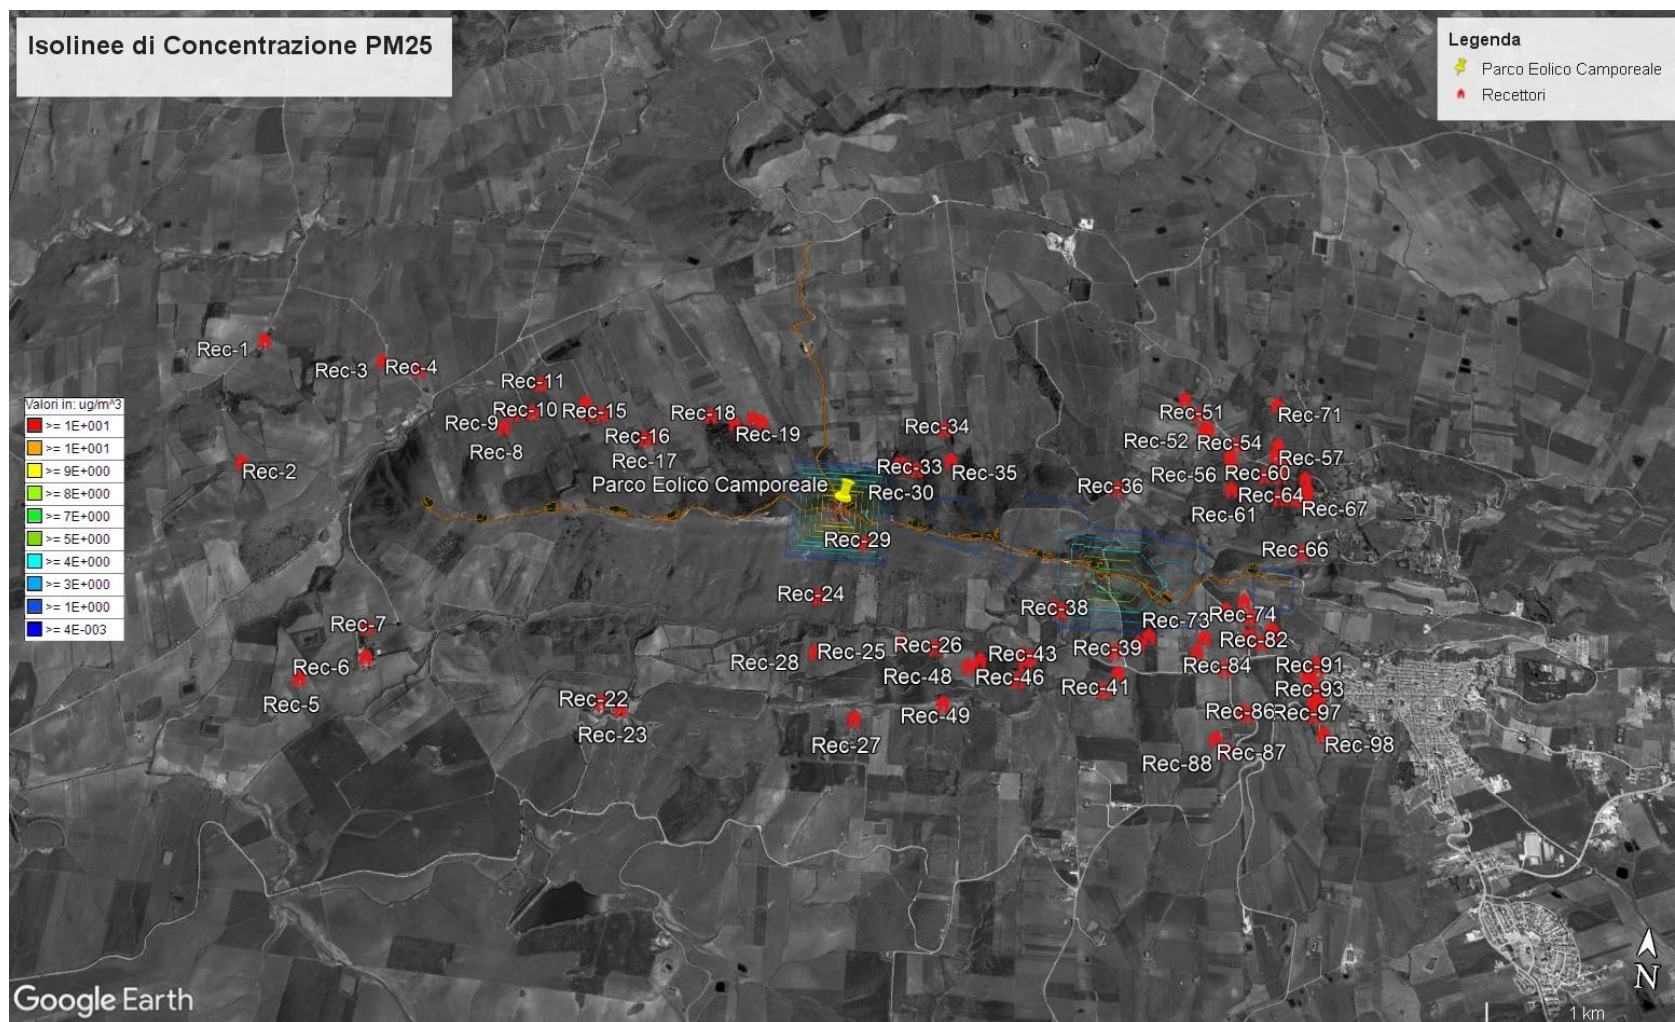 Isolinee di Concentrazione PM25
Legenda
Parco Eolico Camporeale
Recettori
Rec-1
Rec-3
Rec-4
Rec-11
Rec-9
Rec-10
Rec-15
Rec-18
Rec-19
Rec-34
Rec-51
Rec-71
Rec-8
Rec-16
Rec-17
Rec-52
Rec-54
Rec-57
Rec-2
Rec-33
Rec-35
Rec-56
Rec-60
Parco Eolico Camporeale
Rec-30
Rec-36
Rec-64
Rec-61
Rec-67
Rec-29
Rec-66
Valori in: ug/m^3
>= 1E+001
>= 1E+001
>= 9E+000
>= 8E+000
>= 7E+000
>= 5E+000
>= 4E+000
>= 3E+000
>= 1E+000
>= 4E-003
Rec-24
Rec-38
Rec-73
Rec-74
Rec-7
Rec-82
Rec-28
Rec-25
Rec-26
Rec-43
Rec-39
Rec-6
Rec-48
Rec-46
Rec-84
Rec-91
Rec-5
Rec-22
Rec-41
Rec-93
Rec-23
Rec-49
Rec-86
Rec-97
Rec-27
Rec-88
Rec-87
Rec-98
N
Google Earth
1 km